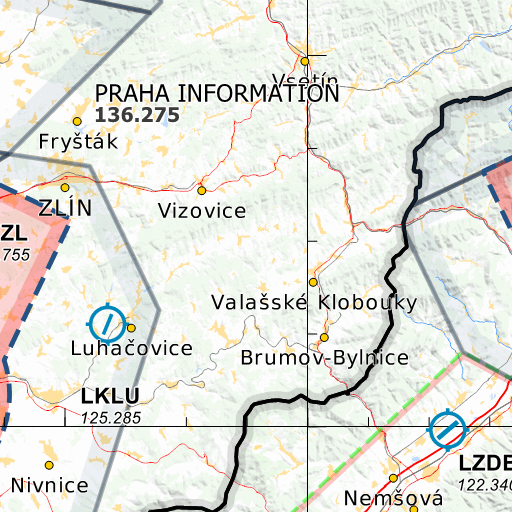 Vsetín
PRAHA INFORMATION
136.275
Fryšták
ZLÍN
Vizovice
ZL
755
Valašské Klobouky
Luhačovice
Brumov-Bylnice
LKLU
125.285
LZDB
122.340
Nivnice
Nemšová